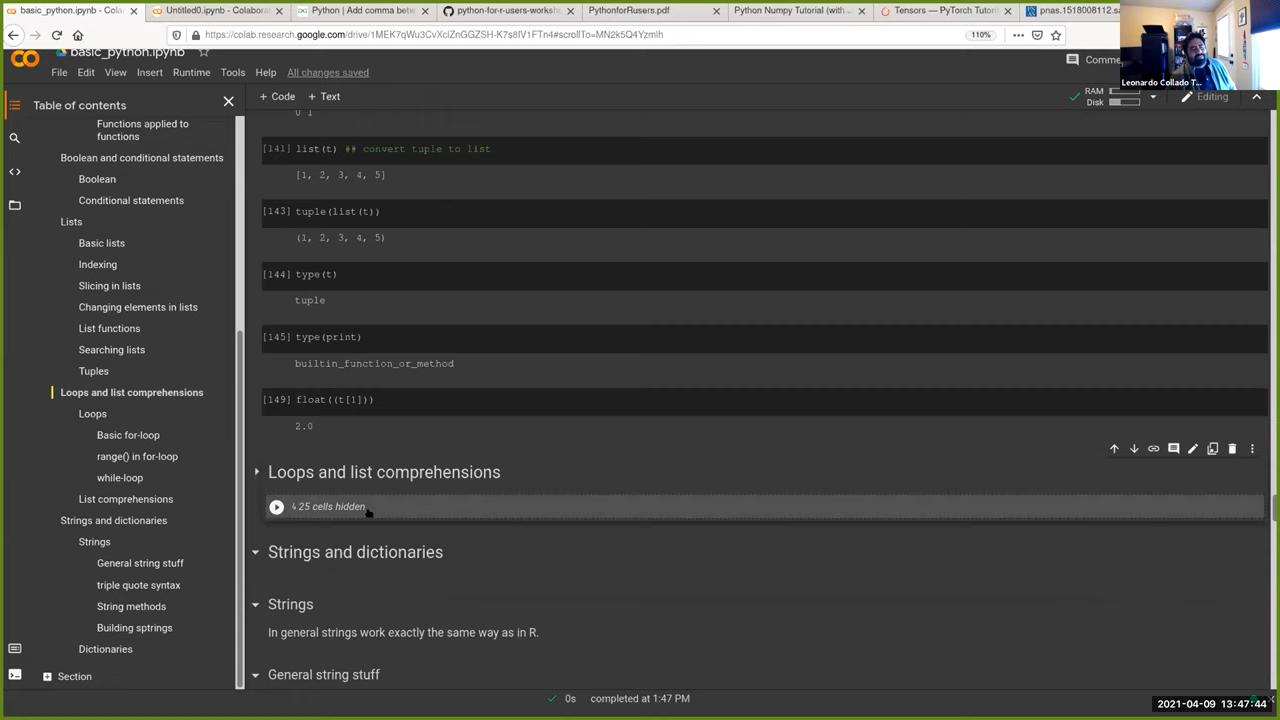 basic_python.ipynb - Cola
Untitled0.ipynb - Colaborat
Python | Add comma betw
python-for-r-users-worksh
PythonforRusers.pdf
Python Numpy Tutorial (with
Tensors — PyTorch Tutori
pnas.1518008112.sa
https://colab.research.google.com/drive/1MEK7qWu3CvXclZnGGZSH-K7s8IV1FTn4#scrollTo=MN2k5Q4Yzmlh
110%
basic_python.ipynb
File Edit View Insert Runtime Tools Help All changes saved
Comme
Leonardo Collado T...
Table of contents
+ Code + Text
RAM
Disk
Editing
Functions applied to
functions
Boolean and conditional statements
Boolean
Conditional statements
Lists
Basic lists
Indexing
Slicing in lists
Changing elements in lists
List functions
Searching lists
Tuples
Loops and list comprehensions
Loops
Basic for-loop
range() in for-loop
while-loop
List comprehensions
Strings and dictionaries
Strings
General string stuff
triple quote syntax
String methods
Building sptrings
Dictionaries
Section
0 1
[141] list(t) ## convert tuple to list
[1, 2, 3, 4, 5]
[143] tuple(list(t))
(1, 2, 3, 4, 5)
[144] type(t)
tuple
[145] type(print)
builtin_function_or_method
[149] float((t[1]))
2.0
Loops and list comprehensions
↳ 25 cells hidden
Strings and dictionaries
Strings
In general strings work exactly the same way as in R.
General string stuff
0s completed at 1:47 PM
2021-04-09 13:47:44